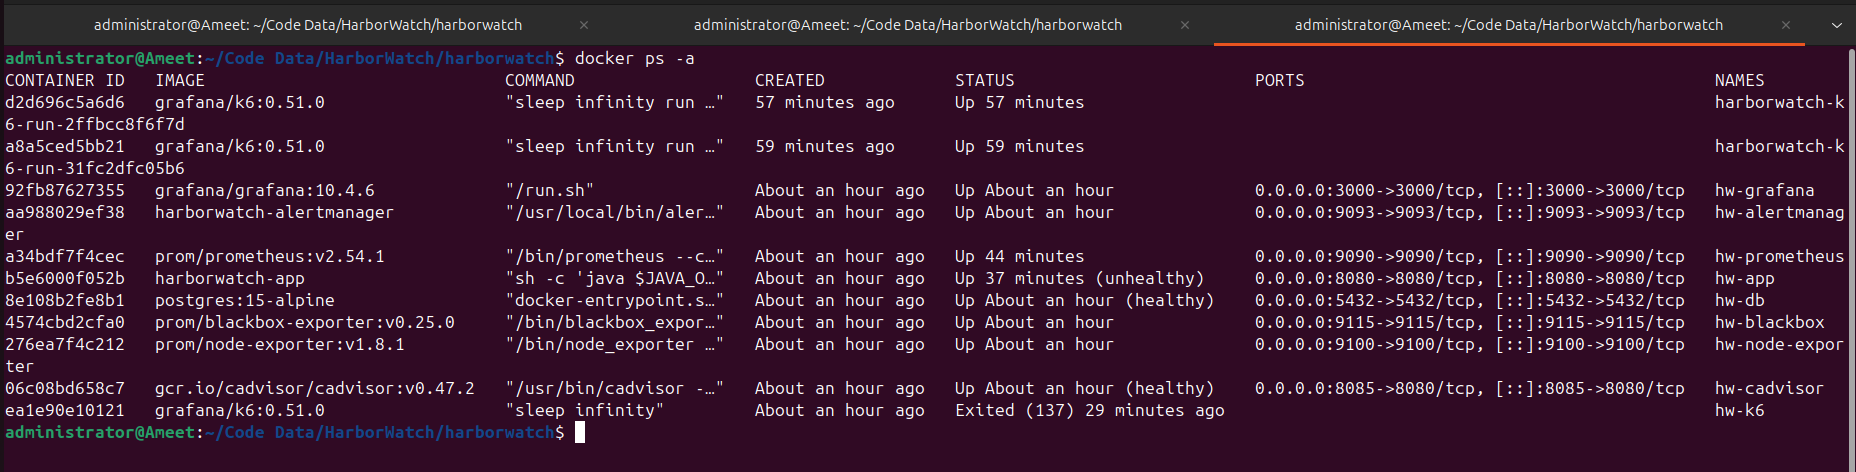 administrator@Ameet: ~/Code Data/HarborWatch/harborwatch × administrator@Ameet: ~/Code Data/HarborWatch/harborwatch × administrator@Ameet: ~/Code Data/HarborWatch/harborwatch ×
administrator@Ameet:~/Code Data/HarborWatch/harborwatch$ docker ps -a
CONTAINER ID   IMAGE                              COMMAND                  CREATED             STATUS                        PORTS                                         NAMES
d2d696c5a6d6   grafana/k6:0.51.0                  "sleep infinity run …"   57 minutes ago      Up 57 minutes                                                               harborwatch-k
6-run-2ffbcc8f6f7d
a8a5ced5bb21   grafana/k6:0.51.0                  "sleep infinity run …"   59 minutes ago      Up 59 minutes                                                               harborwatch-k
6-run-31fc2dfc05b6
92fb87627355   grafana/grafana:10.4.6             "/run.sh"                About an hour ago   Up About an hour              0.0.0.0:3000->3000/tcp, [::]:3000->3000/tcp   hw-grafana
aa988029ef38   harborwatch-alertmanager           "/usr/local/bin/aler…"   About an hour ago   Up About an hour              0.0.0.0:9093->9093/tcp, [::]:9093->9093/tcp   hw-alertmanag
er
a34bdf7f4cec   prom/prometheus:v2.54.1            "/bin/prometheus --c…"   About an hour ago   Up 44 minutes                 0.0.0.0:9090->9090/tcp, [::]:9090->9090/tcp   hw-prometheus
b5e6000f052b   harborwatch-app                    "sh -c 'java $JAVA_O…"   About an hour ago   Up 37 minutes (unhealthy)     0.0.0.0:8080->8080/tcp, [::]:8080->8080/tcp   hw-app
8e108b2fe8b1   postgres:15-alpine                 "docker-entrypoint.s…"   About an hour ago   Up About an hour (healthy)    0.0.0.0:5432->5432/tcp, [::]:5432->5432/tcp   hw-db
4574cbd2cfa0   prom/blackbox-exporter:v0.25.0     "/bin/blackbox_expor…"   About an hour ago   Up About an hour              0.0.0.0:9115->9115/tcp, [::]:9115->9115/tcp   hw-blackbox
276ea7f4c212   prom/node-exporter:v1.8.1          "/bin/node_exporter …"   About an hour ago   Up About an hour              0.0.0.0:9100->9100/tcp, [::]:9100->9100/tcp   hw-node-expor
ter
06c08bd658c7   gcr.io/cadvisor/cadvisor:v0.47.2   "/usr/bin/cadvisor -…"   About an hour ago   Up About an hour (healthy)    0.0.0.0:8085->8080/tcp, [::]:8085->8080/tcp   hw-cadvisor
ea1e90e10121   grafana/k6:0.51.0                  "sleep infinity"         About an hour ago   Exited (137) 29 minutes ago                                                 hw-k6
administrator@Ameet:~/Code Data/HarborWatch/harborwatch$